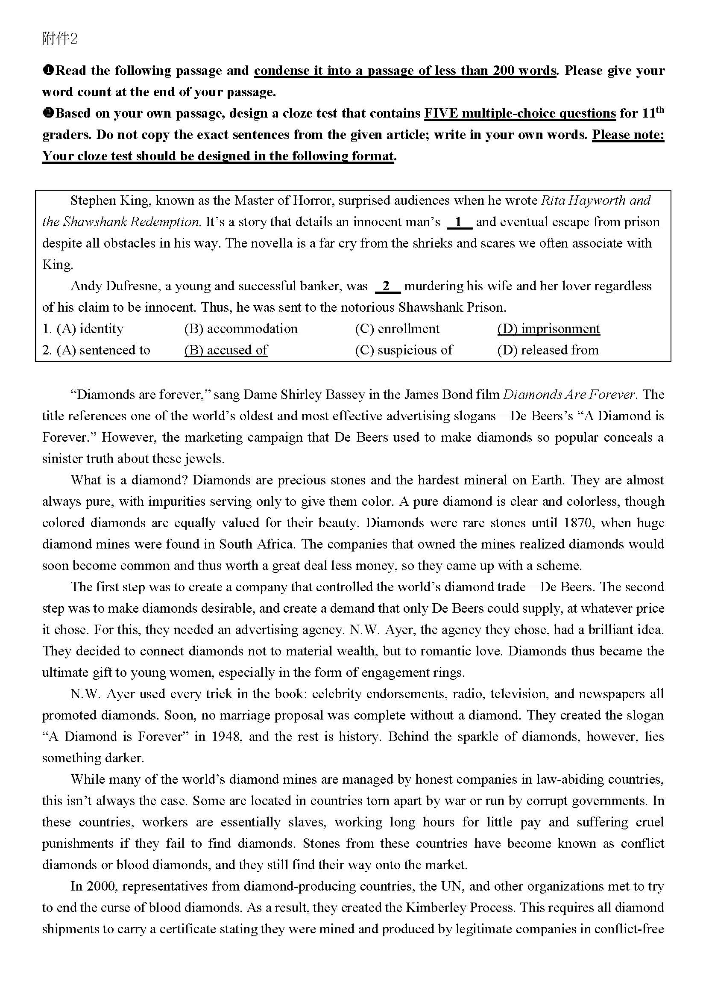 附件2
❶Read the following passage and condense it into a passage of less than 200 words. Please give your
word count at the end of your passage.
❷Based on your own passage, design a cloze test that contains FIVE multiple-choice questions for 11th
graders. Do not copy the exact sentences from the given article; write in your own words. Please note:
Your cloze test should be designed in the following format.
Stephen King, known as the Master of Horror, surprised audiences when he wrote Rita Hayworth and
the Shawshank Redemption. It’s a story that details an innocent man’s 1 and eventual escape from prison
despite all obstacles in his way. The novella is a far cry from the shrieks and scares we often associate with
King.
Andy Dufresne, a young and successful banker, was 2 murdering his wife and her lover regardless
of his claim to be innocent. Thus, he was sent to the notorious Shawshank Prison.
1. (A) identity (B) accommodation (C) enrollment (D) imprisonment
2. (A) sentenced to (B) accused of (C) suspicious of (D) released from
“Diamonds are forever,” sang Dame Shirley Bassey in the James Bond film Diamonds Are Forever. The
title references one of the world’s oldest and most effective advertising slogans—De Beers’s “A Diamond is
Forever.” However, the marketing campaign that De Beers used to make diamonds so popular conceals a
sinister truth about these jewels.
What is a diamond? Diamonds are precious stones and the hardest mineral on Earth. They are almost
always pure, with impurities serving only to give them color. A pure diamond is clear and colorless, though
colored diamonds are equally valued for their beauty. Diamonds were rare stones until 1870, when huge
diamond mines were found in South Africa. The companies that owned the mines realized diamonds would
soon become common and thus worth a great deal less money, so they came up with a scheme.
The first step was to create a company that controlled the world’s diamond trade—De Beers. The second
step was to make diamonds desirable, and create a demand that only De Beers could supply, at whatever price
it chose. For this, they needed an advertising agency. N.W. Ayer, the agency they chose, had a brilliant idea.
They decided to connect diamonds not to material wealth, but to romantic love. Diamonds thus became the
ultimate gift to young women, especially in the form of engagement rings.
N.W. Ayer used every trick in the book: celebrity endorsements, radio, television, and newspapers all
promoted diamonds. Soon, no marriage proposal was complete without a diamond. They created the slogan
“A Diamond is Forever” in 1948, and the rest is history. Behind the sparkle of diamonds, however, lies
something darker.
While many of the world’s diamond mines are managed by honest companies in law-abiding countries,
this isn’t always the case. Some are located in countries torn apart by war or run by corrupt governments. In
these countries, workers are essentially slaves, working long hours for little pay and suffering cruel
punishments if they fail to find diamonds. Stones from these countries have become known as conflict
diamonds or blood diamonds, and they still find their way onto the market.
In 2000, representatives from diamond-producing countries, the UN, and other organizations met to try
to end the curse of blood diamonds. As a result, they created the Kimberley Process. This requires all diamond
shipments to carry a certificate stating they were mined and produced by legitimate companies in conflict-free